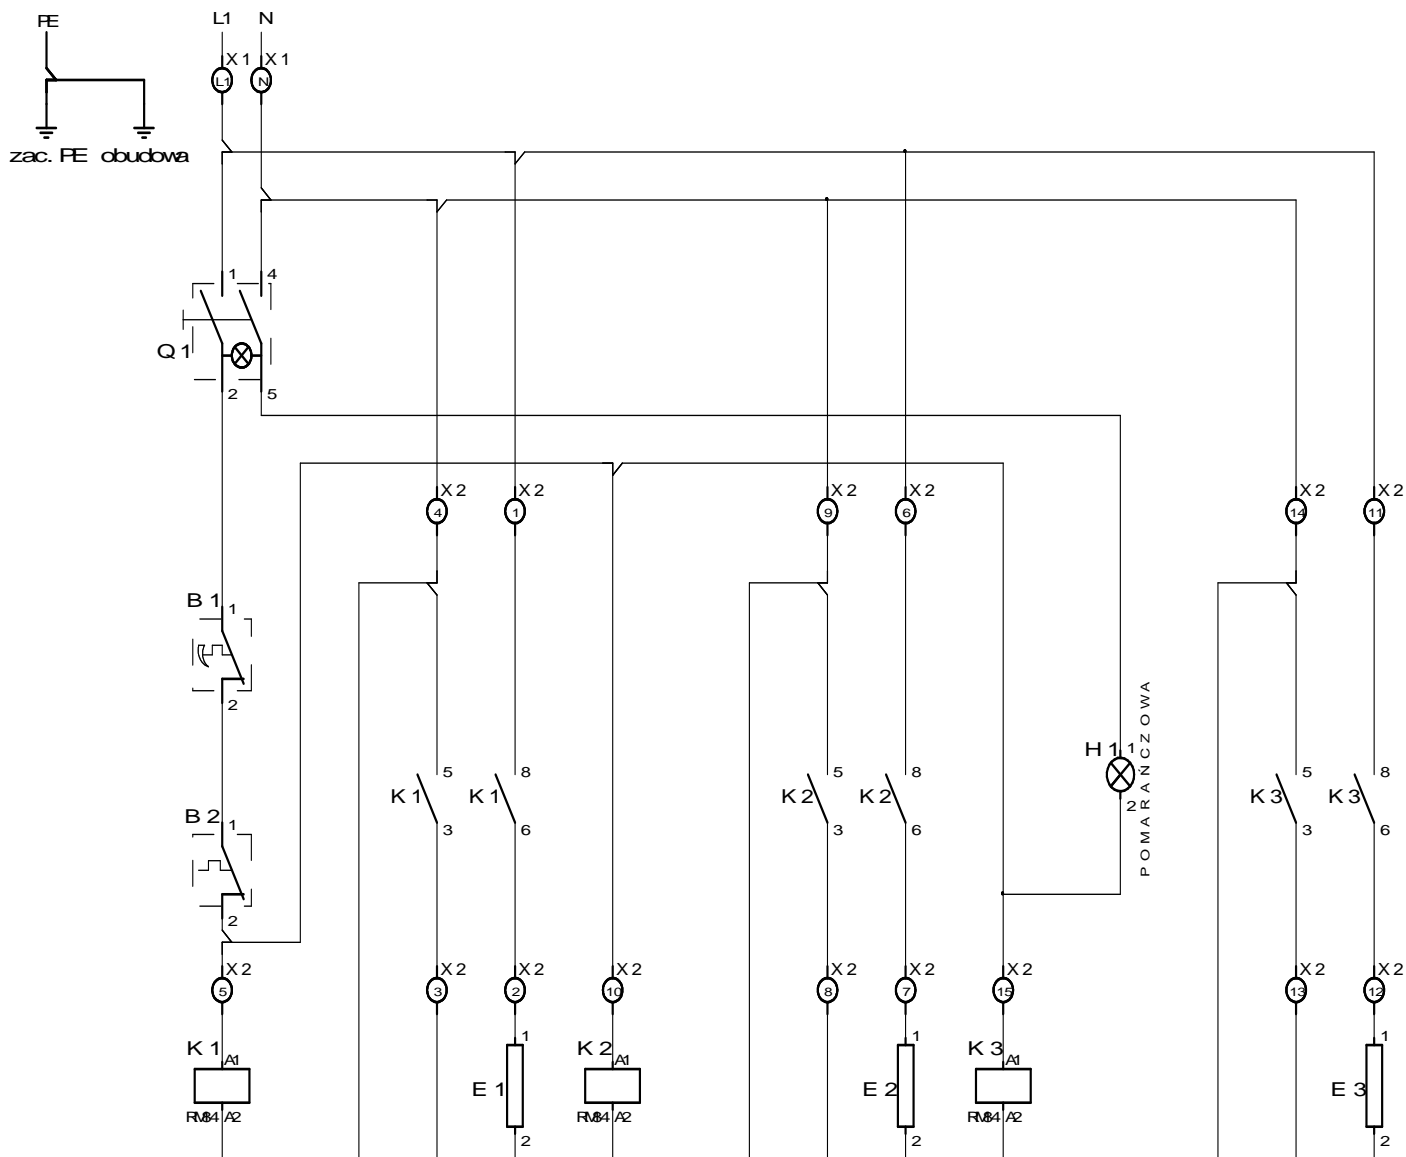 PE
L1 N
X1 X1
L1 N
zac. PE obudowa
1 4
Q1
2 5
X2 X2 X2 X2 X2 X2
4 1 9 6 14 11
B1 1
2
POMARAŃCZOWA
H1 1
2
5 8 5 8 5 8
K1 K1 K2 K2 K3 K3
3 6 3 6 3 6
B2 1
2
X2 X2 X2 X2 X2 X2 X2 X2 X2
5 3 2 10 8 7 15 13 12
K1 A1 1 K2 A1 1 K3 A1 1
E1 E2 E3
RM84 A2 RM84 A2 RM84 A2
2 2 2